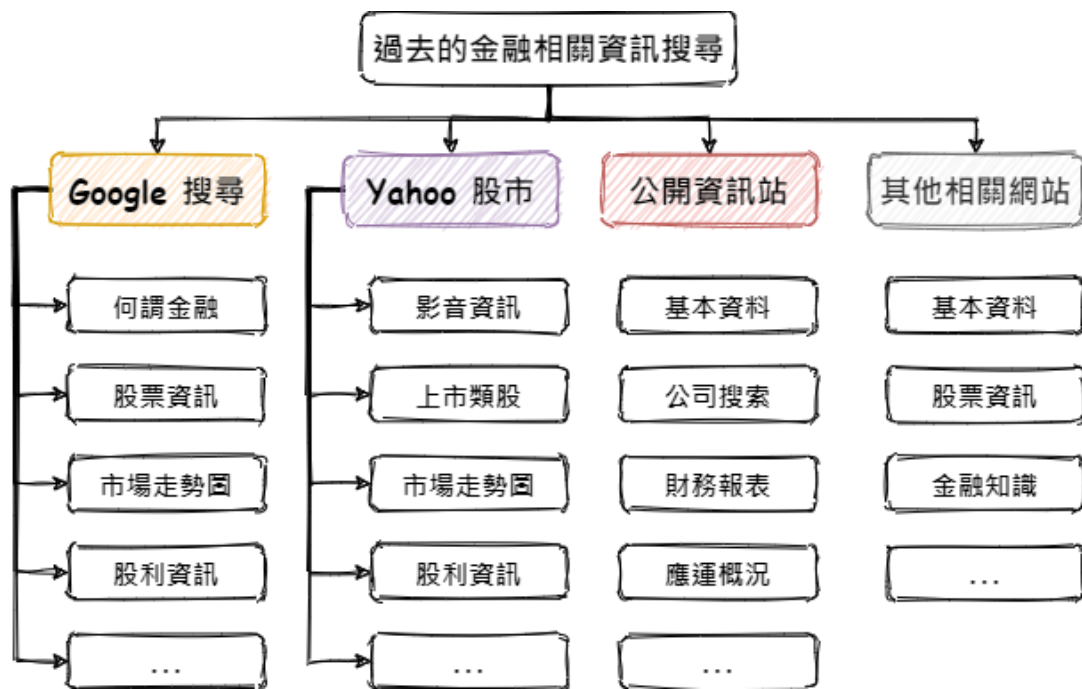 過去的金融相關資訊搜尋
Google 搜尋
Yahoo 股市
公開資訊站
其他相關網站
何謂金融
影音資訊
基本資料
基本資料
股票資訊
上市類股
公司搜索
股票資訊
市場走勢圖
市場走勢圖
財務報表
金融知識
股利資訊
股利資訊
應運概況
...
...
...
...